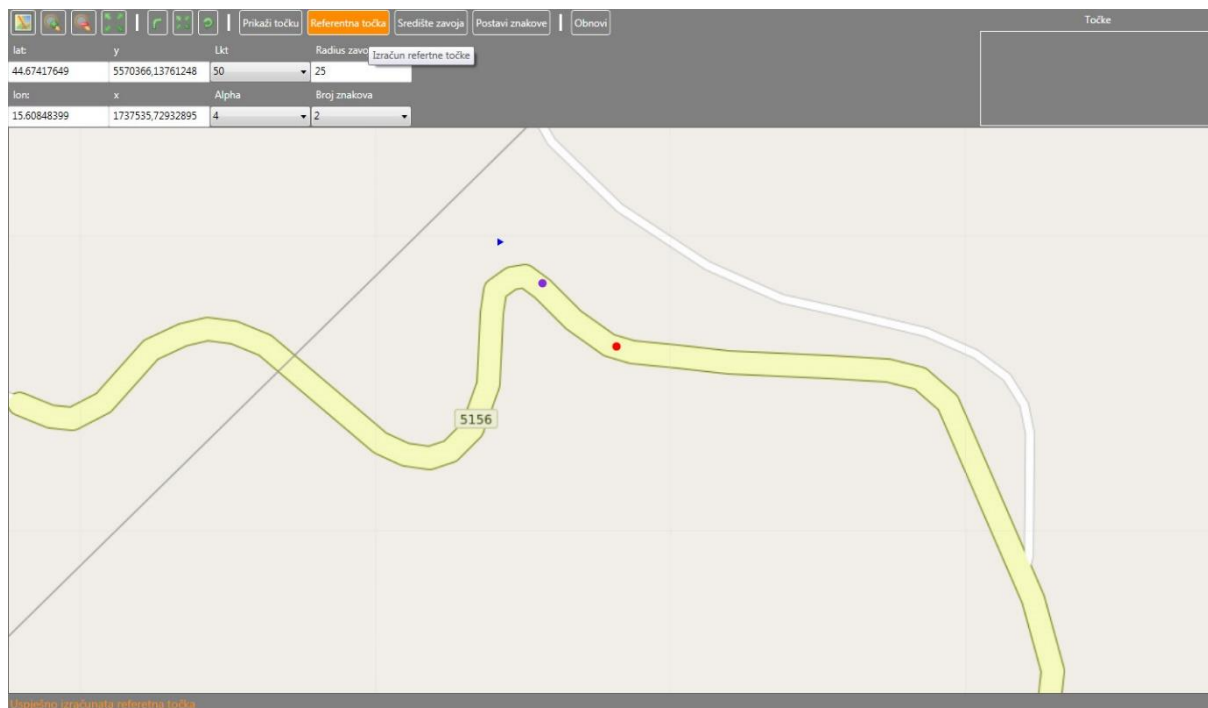 Prikaži točku Referentna točka Središte zavoja Postavi znakove Obnovi Točke
lat: y Lkt Radius zavo
Izračun refertne točke
44.67417649 5570366,13761248 50 25
lon: x Alpha Broj znakova
15.60848399 1737535,72932895 4 2
5156
Uspješno izračunata referetna točka